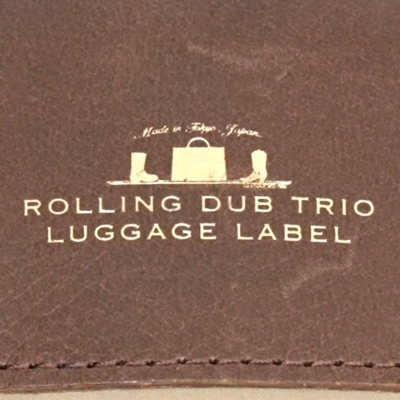 Made in Tokyo, Japan
ROLLING DUB TRIO
LUGGAGE LABEL